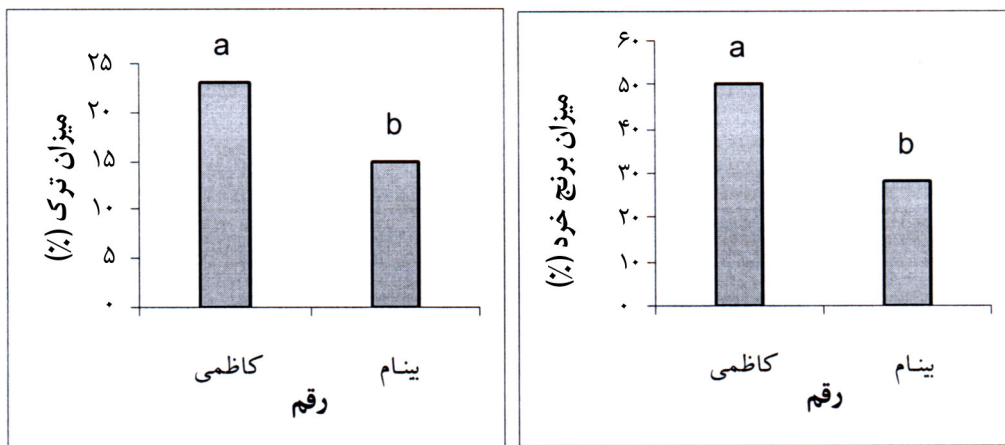 میزان ترک (%)
۲۵
۲۰
۱۵
۱۰
۵
۰
a
b
کاظمی
بینام
رقم
میزان برنج خرد (%)
۶۰
۵۰
۴۰
۳۰
۲۰
۱۰
۰
a
b
کاظمی
بینام
رقم